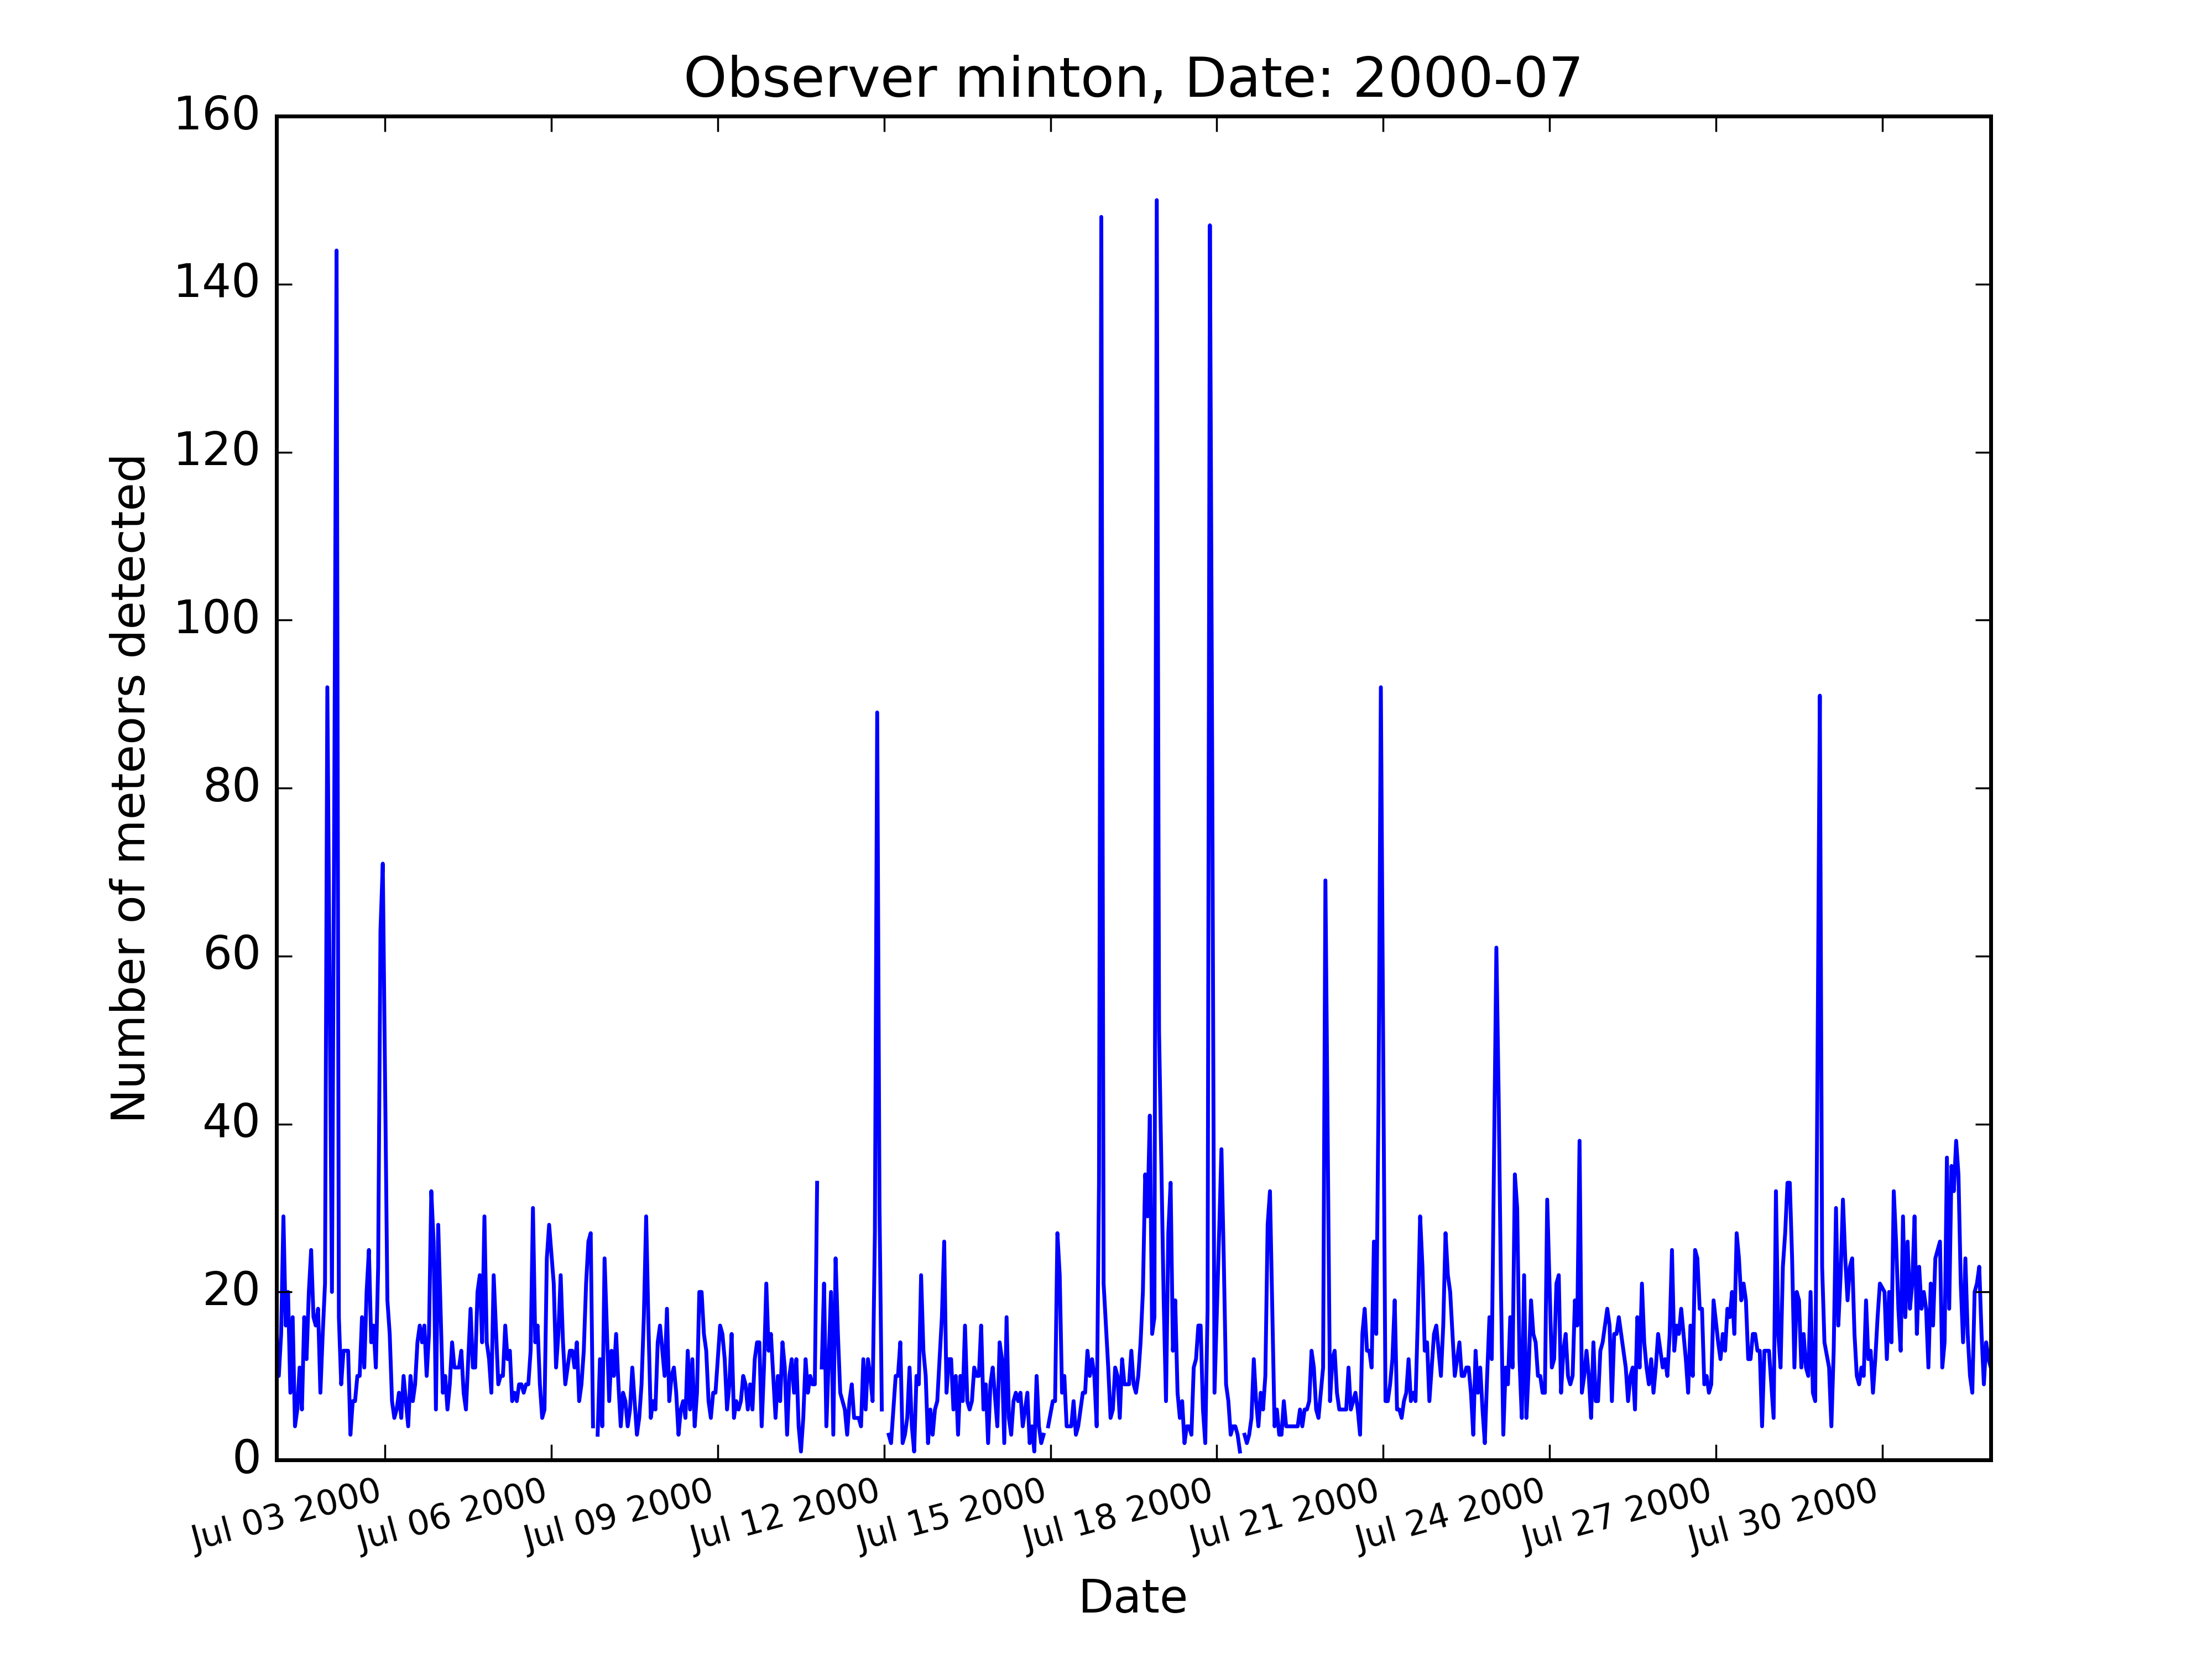 Observer minton, Date: 2000-07
160
140
120
100
80
60
40
20
0
Number of meteors detected
Jul 03 2000
Jul 06 2000
Jul 09 2000
Jul 12 2000
Jul 15 2000
Jul 18 2000
Jul 21 2000
Jul 24 2000
Jul 27 2000
Jul 30 2000
Date